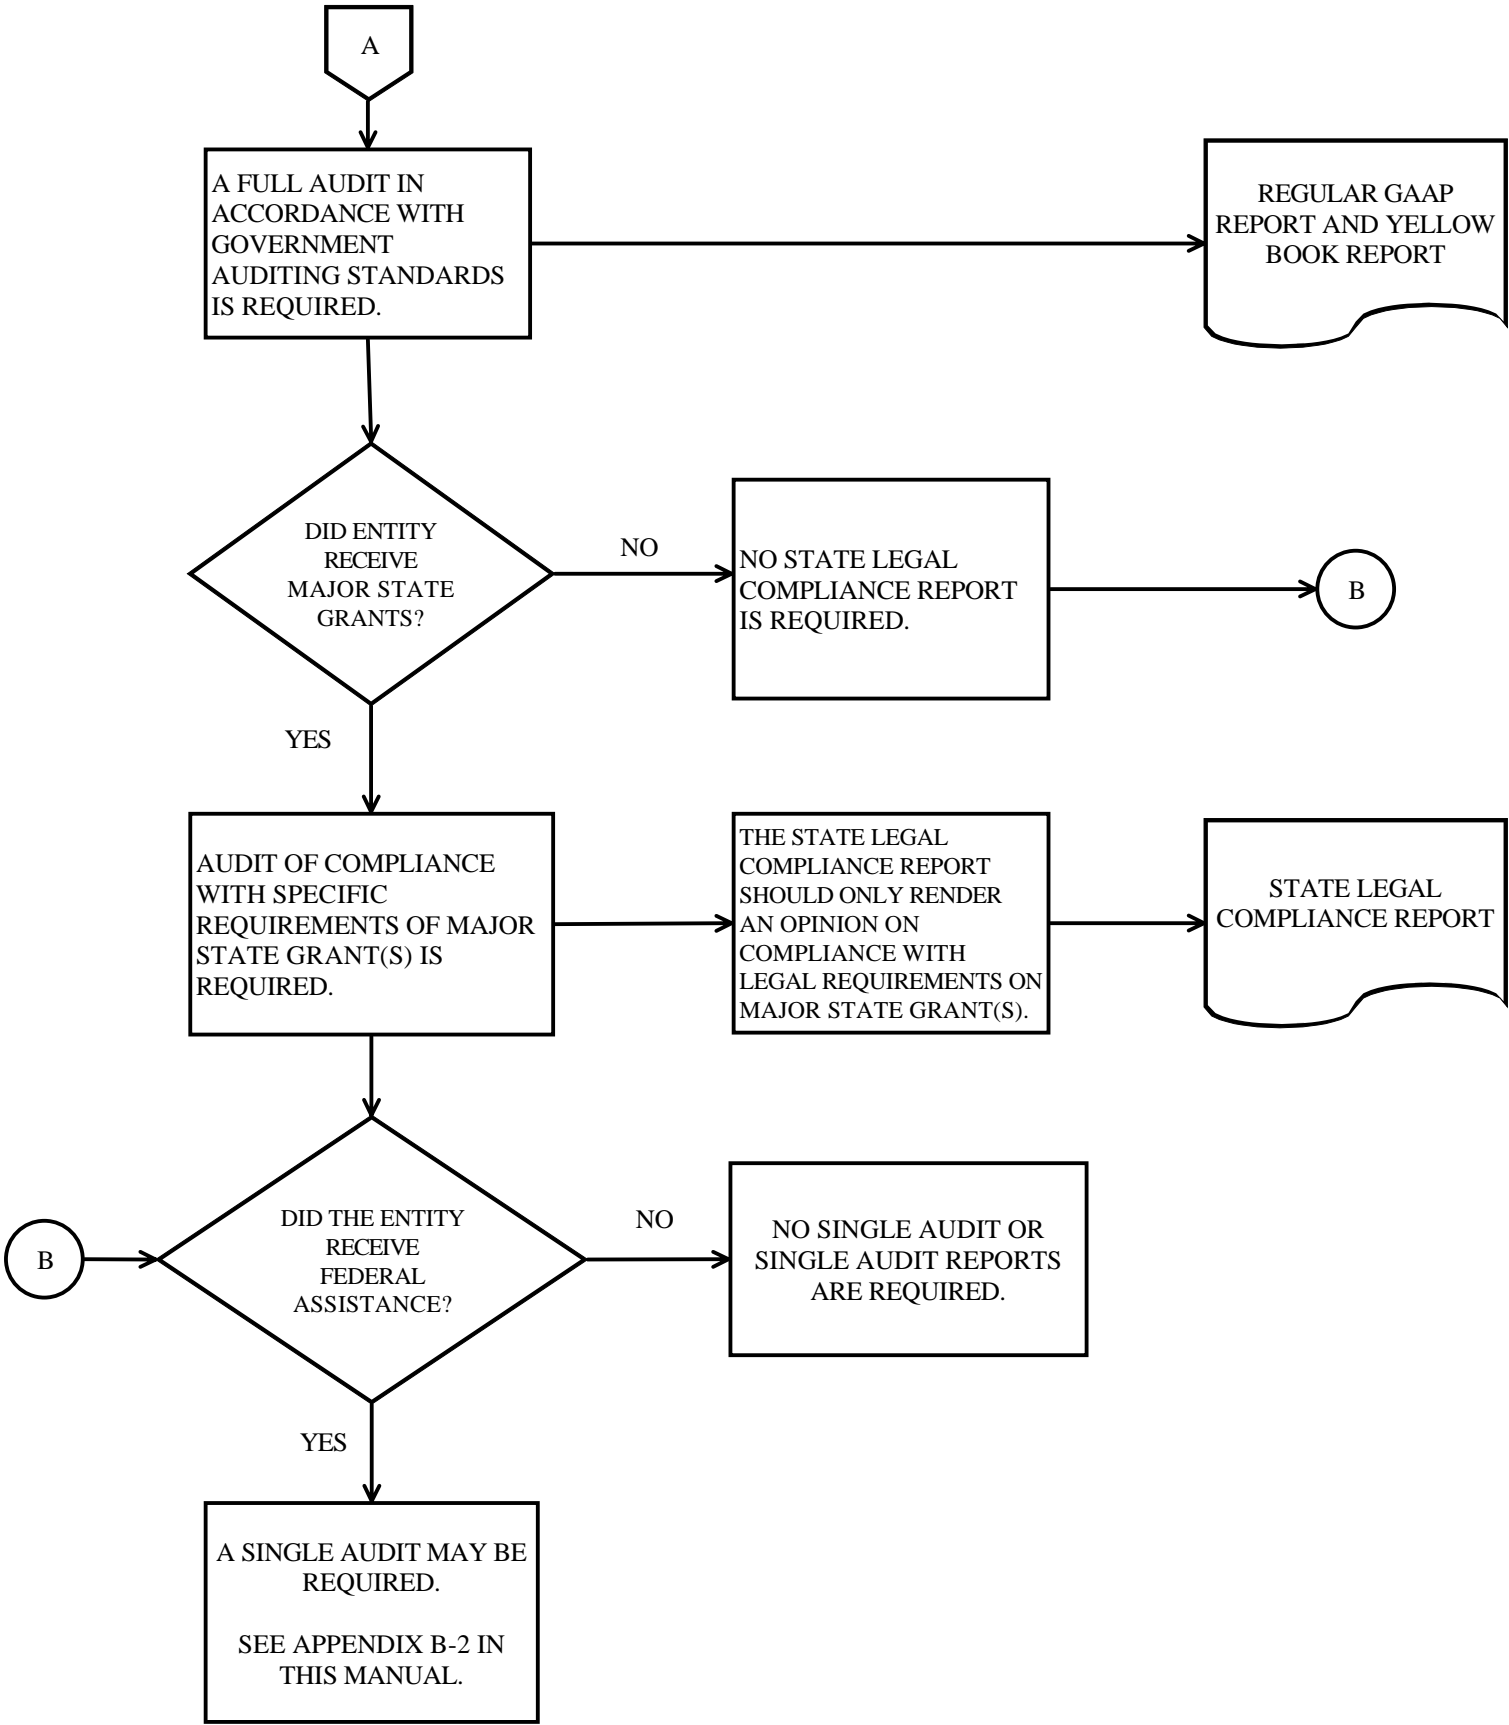 A
A FULL AUDIT IN
ACCORDANCE WITH
GOVERNMENT
AUDITING STANDARDS
IS REQUIRED.
REGULAR GAAP
REPORT AND YELLOW
BOOK REPORT
DID ENTITY
RECEIVE
MAJOR STATE
GRANTS?
NO
NO STATE LEGAL
COMPLIANCE REPORT
IS REQUIRED.
B
YES
AUDIT OF COMPLIANCE
WITH SPECIFIC
REQUIREMENTS OF MAJOR
STATE GRANT(S) IS
REQUIRED.
THE STATE LEGAL
COMPLIANCE REPORT
SHOULD ONLY RENDER
AN OPINION ON
COMPLIANCE WITH
LEGAL REQUIREMENTS ON
MAJOR STATE GRANT(S).
STATE LEGAL
COMPLIANCE REPORT
B
DID THE ENTITY
RECEIVE
FEDERAL
ASSISTANCE?
NO
NO SINGLE AUDIT OR
SINGLE AUDIT REPORTS
ARE REQUIRED.
YES
A SINGLE AUDIT MAY BE
REQUIRED.
SEE APPENDIX B-2 IN
THIS MANUAL.